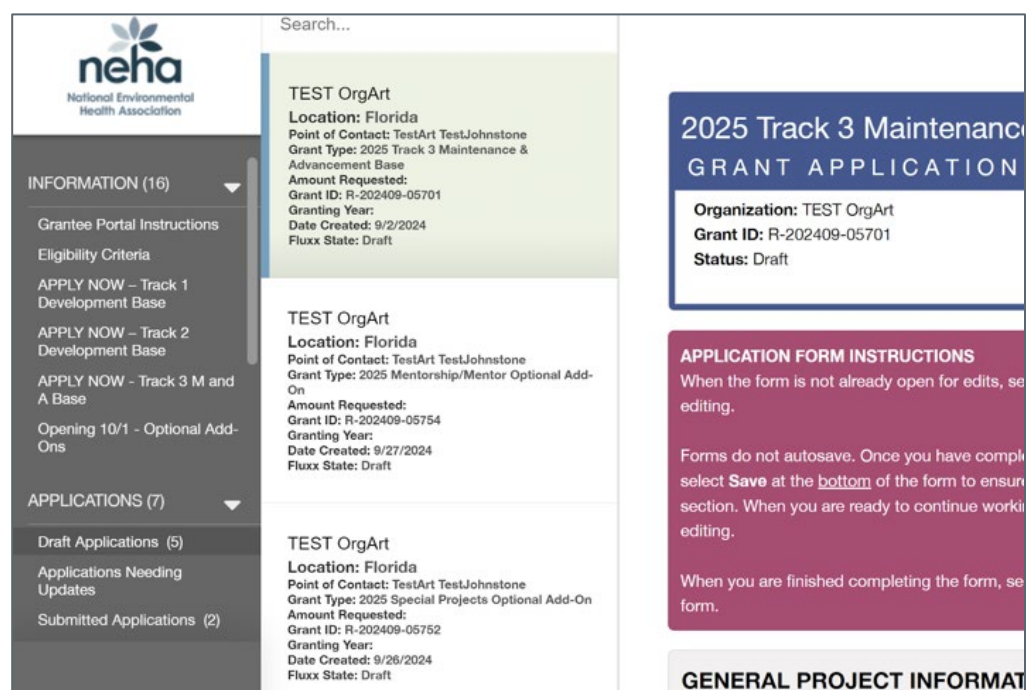 neha
National Environmental
Health Association
INFORMATION (16)
Grantee Portal Instructions
Eligibility Criteria
APPLY NOW – Track 1
Development Base
APPLY NOW – Track 2
Development Base
APPLY NOW - Track 3 M and
A Base
Opening 10/1 - Optional Add-
Ons
APPLICATIONS (7)
Draft Applications (5)
Applications Needing
Updates
Submitted Applications (2)
Search...
TEST OrgArt
Location: Florida
Point of Contact: TestArt TestJohnstone
Grant Type: 2025 Track 3 Maintenance &
Advancement Base
Amount Requested:
Grant ID: R-202409-05701
Granting Year:
Date Created: 9/2/2024
Fluxx State: Draft
TEST OrgArt
Location: Florida
Point of Contact: TestArt TestJohnstone
Grant Type: 2025 Mentorship/Mentor Optional Add-
On
Amount Requested:
Grant ID: R-202409-05754
Granting Year:
Date Created: 9/27/2024
Fluxx State: Draft
TEST OrgArt
Location: Florida
Point of Contact: TestArt TestJohnstone
Grant Type: 2025 Special Projects Optional Add-On
Amount Requested:
Grant ID: R-202409-05752
Granting Year:
Date Created: 9/26/2024
Fluxx State: Draft
2025 Track 3 Maintenanc
GRANT APPLICATION
Organization: TEST OrgArt
Grant ID: R-202409-05701
Status: Draft
APPLICATION FORM INSTRUCTIONS
When the form is not already open for edits, se
editing.
Forms do not autosave. Once you have compl
select Save at the bottom of the form to ensur
section. When you are ready to continue worki
editing.
When you are finished completing the form, se
form.
GENERAL PROJECT INFORMAT